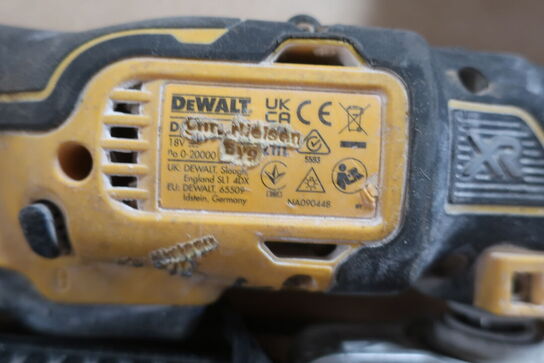 DEWALT UK CA CE
D
18V
no 0-20000
5583
UK: DEWALT, Slough,
England SL1 4DX
EU: DEWALT, 65509-
Idstein, Germany
NA090448
XR